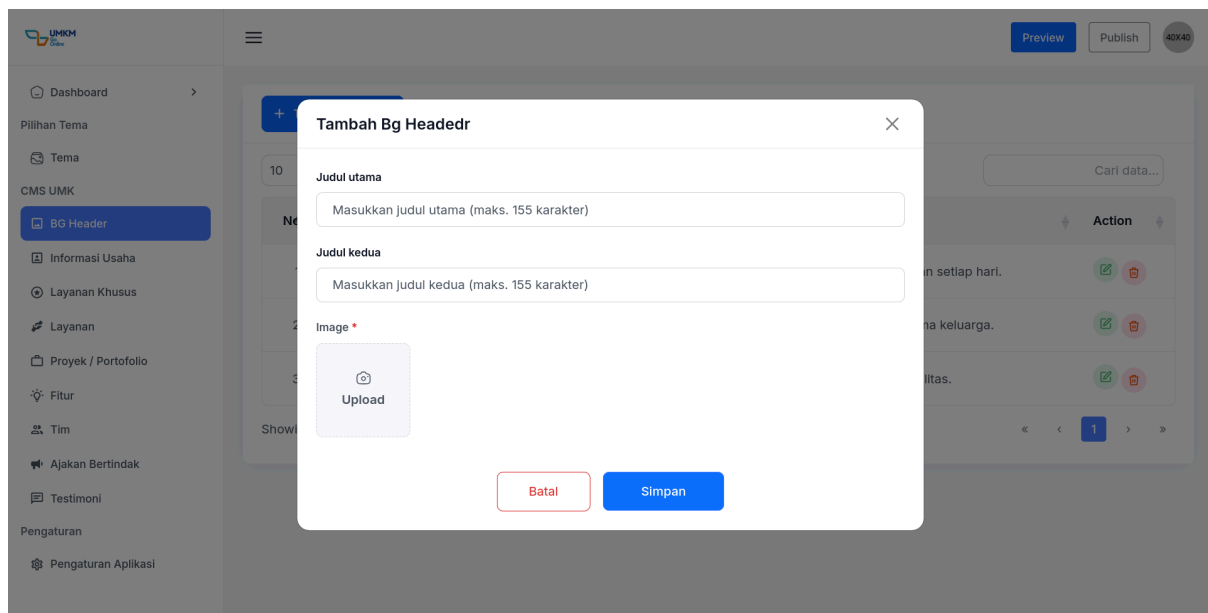 UMKM
Go
Online
Preview
Publish
40X40
Dashboard
Pilihan Tema
Tema
CMS UMK
BG Header
Informasi Usaha
Layanan Khusus
Layanan
Proyek / Portofolio
Fitur
Tim
Ajakan Bertindak
Testimoni
Pengaturan
Pengaturan Aplikasi
+
10
Cari data...
Action
n setiap hari.
na keluarga.
litas.
Showi
« ‹ 1 › »
Tambah Bg Headedr
Judul utama
Masukkan judul utama (maks. 155 karakter)
Judul kedua
Masukkan judul kedua (maks. 155 karakter)
Image *
Upload
Batal
Simpan